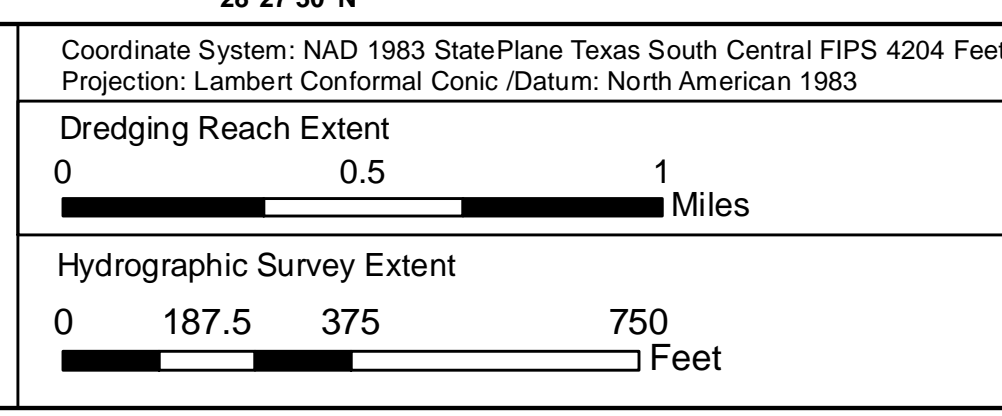 Coordinate System: NAD 1983 StatePlane Texas South Central FIPS 4204 Feet
Projection: Lambert Conformal Conic /Datum: North American 1983
Dredging Reach Extent
0 0.5 1
Miles
Hydrographic Survey Extent
0 187.5 375 750
Feet